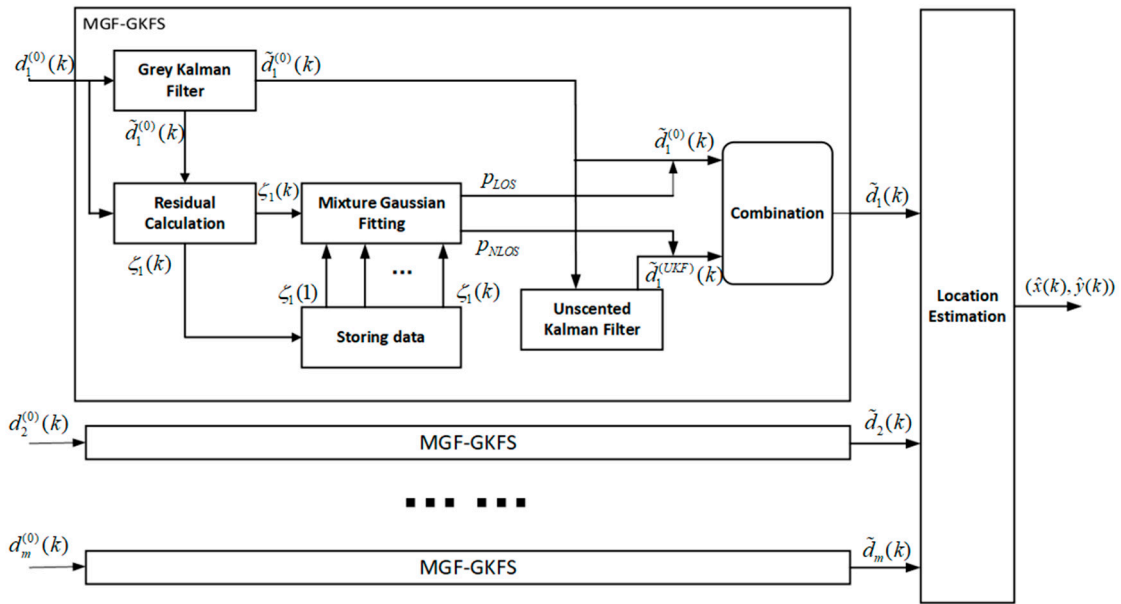 MGF-GKFS
d₁⁽⁰⁾(k)
Grey Kalman
Filter
d̃₁⁽⁰⁾(k)
d̃₁⁽⁰⁾(k)
d̃₁⁽⁰⁾(k)
Residual
Calculation
ζ₁(k)
Mixture Gaussian
Fitting
p_LOS
p_NLOS
Combination
d̃₁(k)
ζ₁(k)
ζ₁(1)
...
ζ₁(k)
Storing data
d̃₁⁽ᵁᴷᶠ⁾(k)
Unscented
Kalman Filter
Location
Estimation
(x̂(k),ŷ(k))
d₂⁽⁰⁾(k)
MGF-GKFS
d̃₂(k)
... ...
dₘ⁽⁰⁾(k)
MGF-GKFS
d̃ₘ(k)